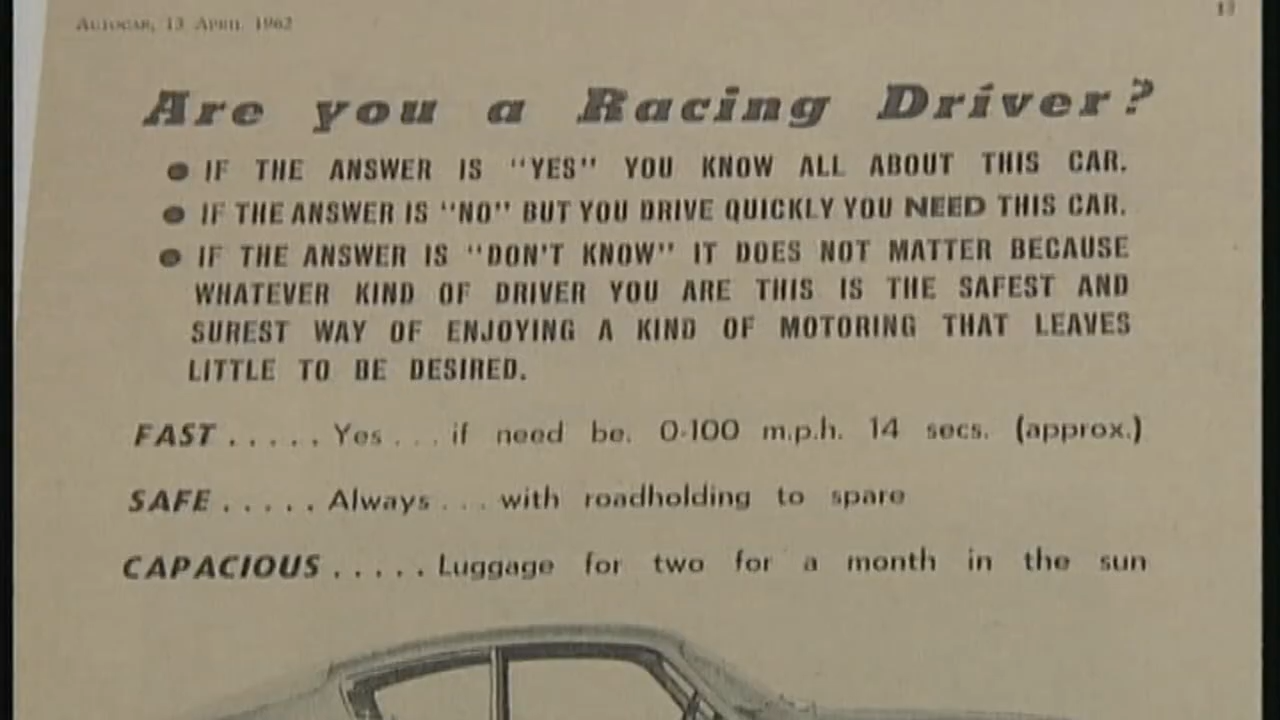 AUTOCAR, 13 APRIL 1962
13
Are you a Racing Driver?
● IF THE ANSWER IS "YES" YOU KNOW ALL ABOUT THIS CAR.
● IF THE ANSWER IS "NO" BUT YOU DRIVE QUICKLY YOU NEED THIS CAR.
● IF THE ANSWER IS "DON'T KNOW" IT DOES NOT MATTER BECAUSE
WHATEVER KIND OF DRIVER YOU ARE THIS IS THE SAFEST AND
SUREST WAY OF ENJOYING A KIND OF MOTORING THAT LEAVES
LITTLE TO BE DESIRED.
FAST . . . . . Yes . . . if need be. 0-100 m.p.h. 14 secs. (approx.)
SAFE . . . . . Always . . . with roadholding to spare
CAPACIOUS . . . . . Luggage for two for a month in the sun